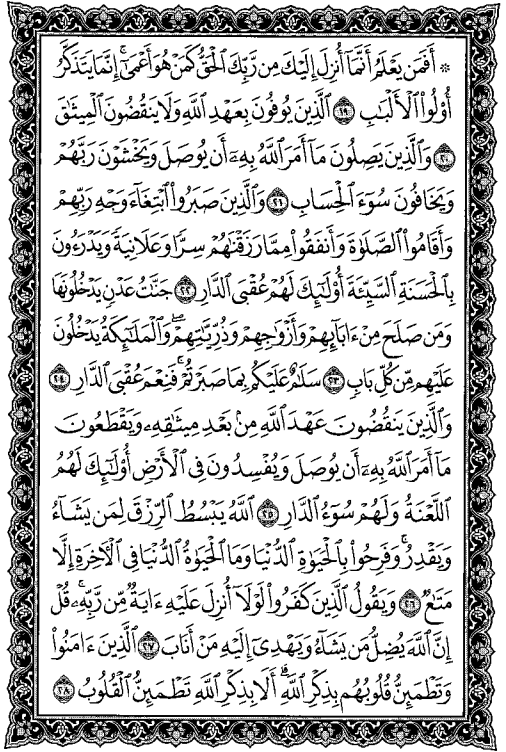 ۞ أَفَمَن يَعْلَمُ أَنَّمَآ أُنزِلَ إِلَيْكَ مِن رَّبِّكَ ٱلْحَقُّ كَمَنْ هُوَ أَعْمَىٰٓ ۚ إِنَّمَا يَتَذَكَّرُ
أُو۟لُوا۟ ٱلْأَلْبَٰبِ ١٩ ٱلَّذِينَ يُوفُونَ بِعَهْدِ ٱللَّهِ وَلَا يَنقُضُونَ ٱلْمِيثَٰقَ
٢٠ وَٱلَّذِينَ يَصِلُونَ مَآ أَمَرَ ٱللَّهُ بِهِۦٓ أَن يُوصَلَ وَيَخْشَوْنَ رَبَّهُمْ
وَيَخَافُونَ سُوٓءَ ٱلْحِسَابِ ٢١ وَٱلَّذِينَ صَبَرُوا۟ ٱبْتِغَآءَ وَجْهِ رَبِّهِمْ
وَأَقَامُوا۟ ٱلصَّلَوٰةَ وَأَنفَقُوا۟ مِمَّا رَزَقْنَٰهُمْ سِرًّا وَعَلَانِيَةً وَيَدْرَءُونَ
بِٱلْحَسَنَةِ ٱلسَّيِّئَةَ أُو۟لَٰٓئِكَ لَهُمْ عُقْبَى ٱلدَّارِ ٢٢ جَنَّٰتُ عَدْنٍ يَدْخُلُونَهَا
وَمَن صَلَحَ مِنْ ءَابَآئِهِمْ وَأَزْوَٰجِهِمْ وَذُرِّيَّٰتِهِمْ ۖ وَٱلْمَلَٰٓئِكَةُ يَدْخُلُونَ
عَلَيْهِم مِّن كُلِّ بَابٍ ٢٣ سَلَٰمٌ عَلَيْكُم بِمَا صَبَرْتُمْ ۚ فَنِعْمَ عُقْبَى ٱلدَّارِ ٢٤
وَٱلَّذِينَ يَنقُضُونَ عَهْدَ ٱللَّهِ مِنۢ بَعْدِ مِيثَٰقِهِۦ وَيَقْطَعُونَ
مَآ أَمَرَ ٱللَّهُ بِهِۦٓ أَن يُوصَلَ وَيُفْسِدُونَ فِى ٱلْأَرْضِ ۙ أُو۟لَٰٓئِكَ لَهُمُ
ٱللَّعْنَةُ وَلَهُمْ سُوٓءُ ٱلدَّارِ ٢٥ ٱللَّهُ يَبْسُطُ ٱلرِّزْقَ لِمَن يَشَآءُ
وَيَقْدِرُ ۚ وَفَرِحُوا۟ بِٱلْحَيَوٰةِ ٱلدُّنْيَا وَمَا ٱلْحَيَوٰةُ ٱلدُّنْيَا فِى ٱلْءَاخِرَةِ إِلَّا
مَتَٰعٌ ٢٦ وَيَقُولُ ٱلَّذِينَ كَفَرُوا۟ لَوْلَآ أُنزِلَ عَلَيْهِ ءَايَةٌ مِّن رَّبِّهِۦ ۗ قُلْ
إِنَّ ٱللَّهَ يُضِلُّ مَن يَشَآءُ وَيَهْدِىٓ إِلَيْهِ مَنْ أَنَابَ ٢٧ ٱلَّذِينَ ءَامَنُوا۟
وَتَطْمَئِنُّ قُلُوبُهُم بِذِكْرِ ٱللَّهِ ۗ أَلَا بِذِكْرِ ٱللَّهِ تَطْمَئِنُّ ٱلْقُلُوبُ ٢٨